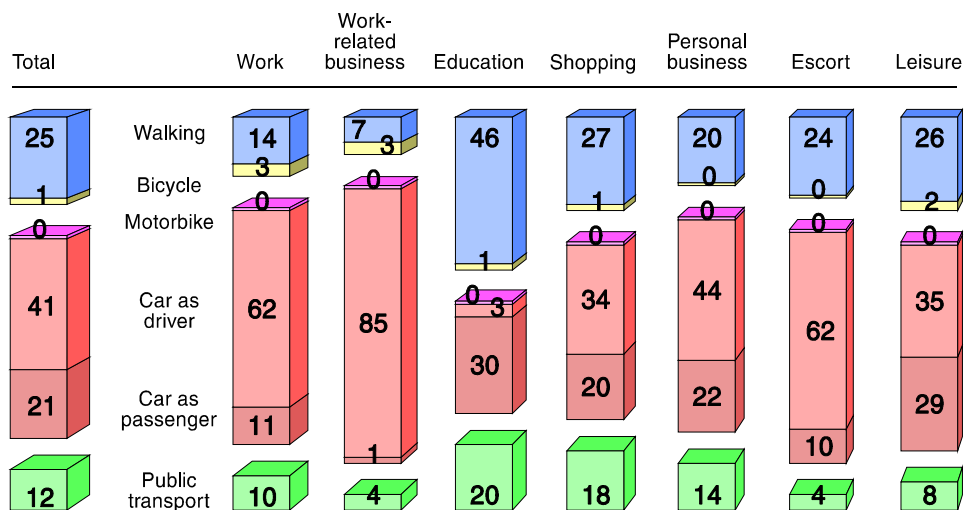 Work-
related
business
Personal
business
Total
Work
Education
Shopping
Escort
Leisure
25
Walking
14
7
3
46
27
20
24
26
3
1
Bicycle
0
1
0
0
2
0
Motorbike
0
0
1
0
0
0
0
0
41
Car as
driver
62
85
3
34
44
62
35
30
21
Car as
passenger
11
1
20
22
10
29
12
Public
transport
10
4
20
18
14
4
8